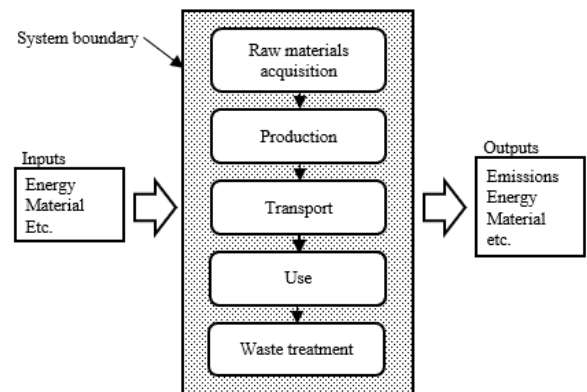 System boundary
Raw materials
acquisition
Production
Inputs
Energy
Material
Etc.
Transport
Outputs
Emissions
Energy
Material
etc.
Use
Waste treatment